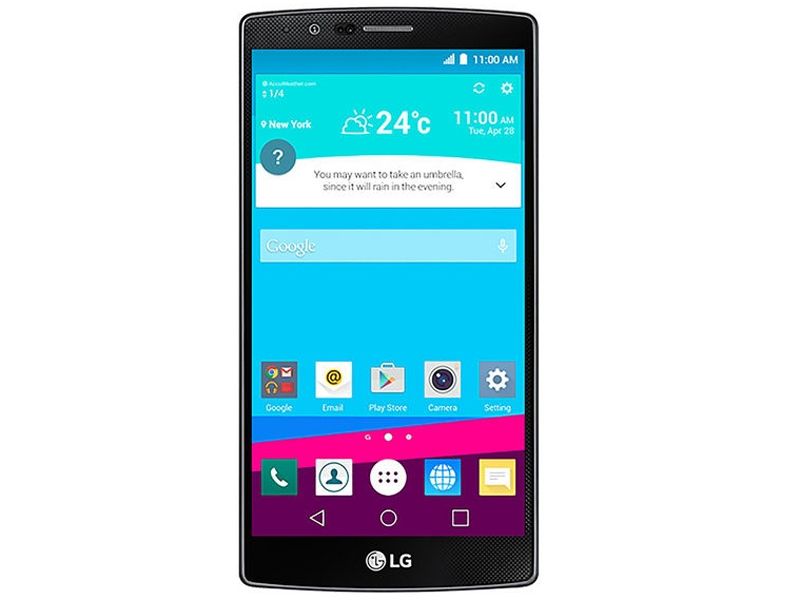 11:00 AM
AccuWeather.com
1/4
New York
24°c
11:00 AM
Tue, Apr 28
?
You may want to take an umbrella,
since it will rain in the evening.
Google
@
Google
Email
Play Store
Camera
Setting
G
LG LG